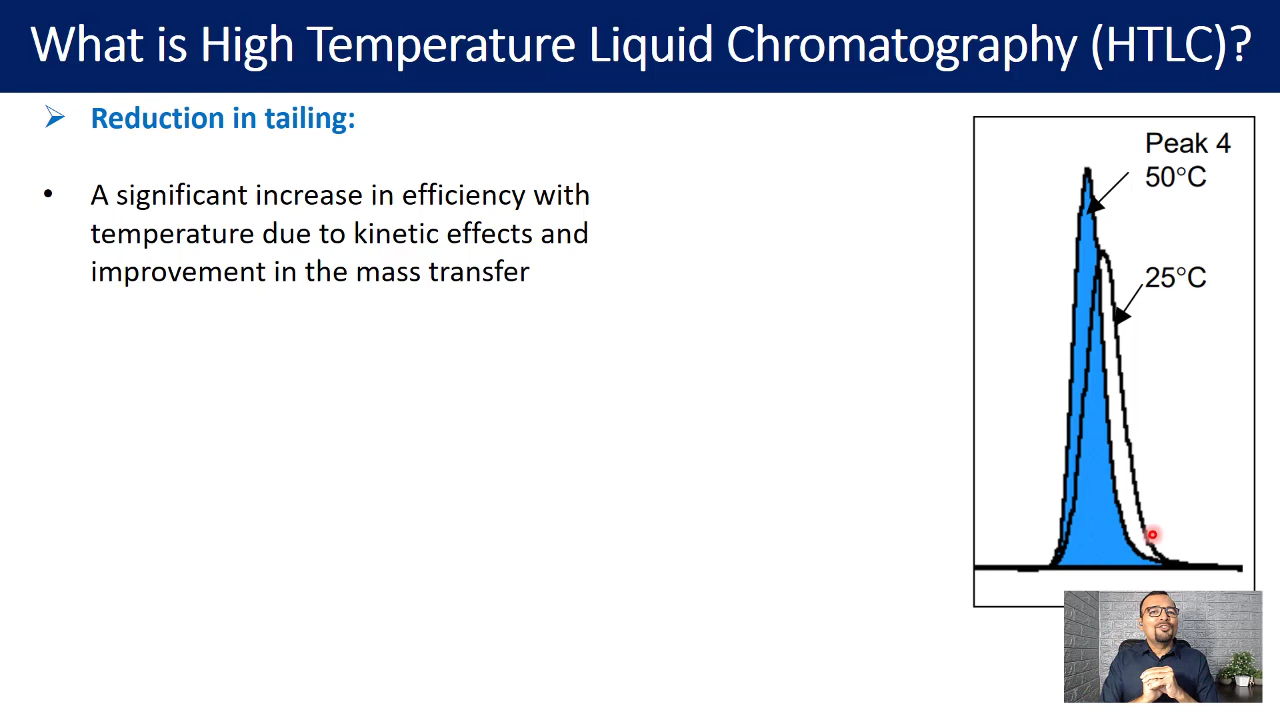 What is High Temperature Liquid Chromatography (HTLC)?
➢ Reduction in tailing:
• A significant increase in efficiency with
temperature due to kinetic effects and
improvement in the mass transfer
Peak 4
50°C
25°C